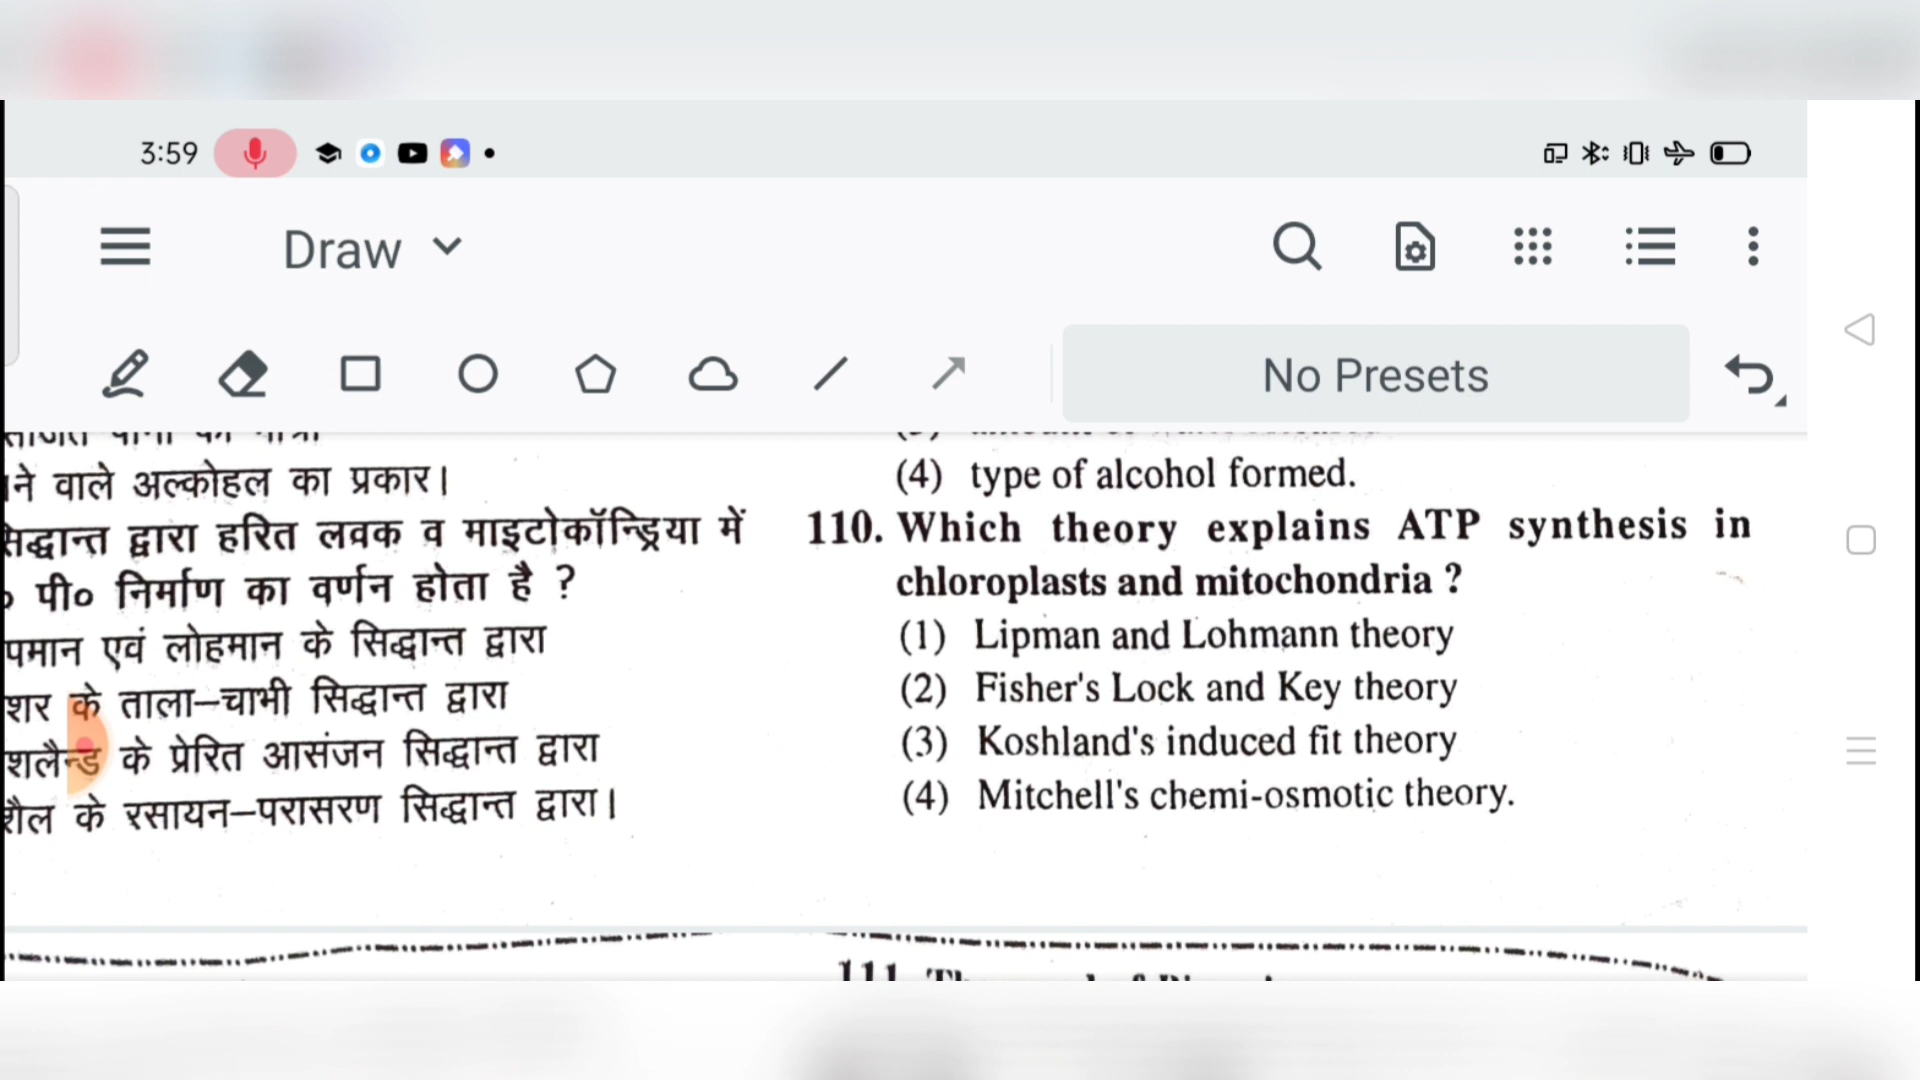 3:59
Draw
No Presets
ने वाले अल्कोहल का प्रकार।
सिद्धान्त द्वारा हरित लवक व माइटोकॉन्ड्रिया में
पी० निर्माण का वर्णन होता है ?
पमान एवं लोहमान के सिद्धान्त द्वारा
शर के ताला–चाभी सिद्धान्त द्वारा
शलैन्ड के प्रेरित आसंजन सिद्धान्त द्वारा
शैल के रसायन–परासरण सिद्धान्त द्वारा।
(4) type of alcohol formed.
110. Which theory explains ATP synthesis in
chloroplasts and mitochondria ?
(1) Lipman and Lohmann theory
(2) Fisher's Lock and Key theory
(3) Koshland's induced fit theory
(4) Mitchell's chemi-osmotic theory.
111.